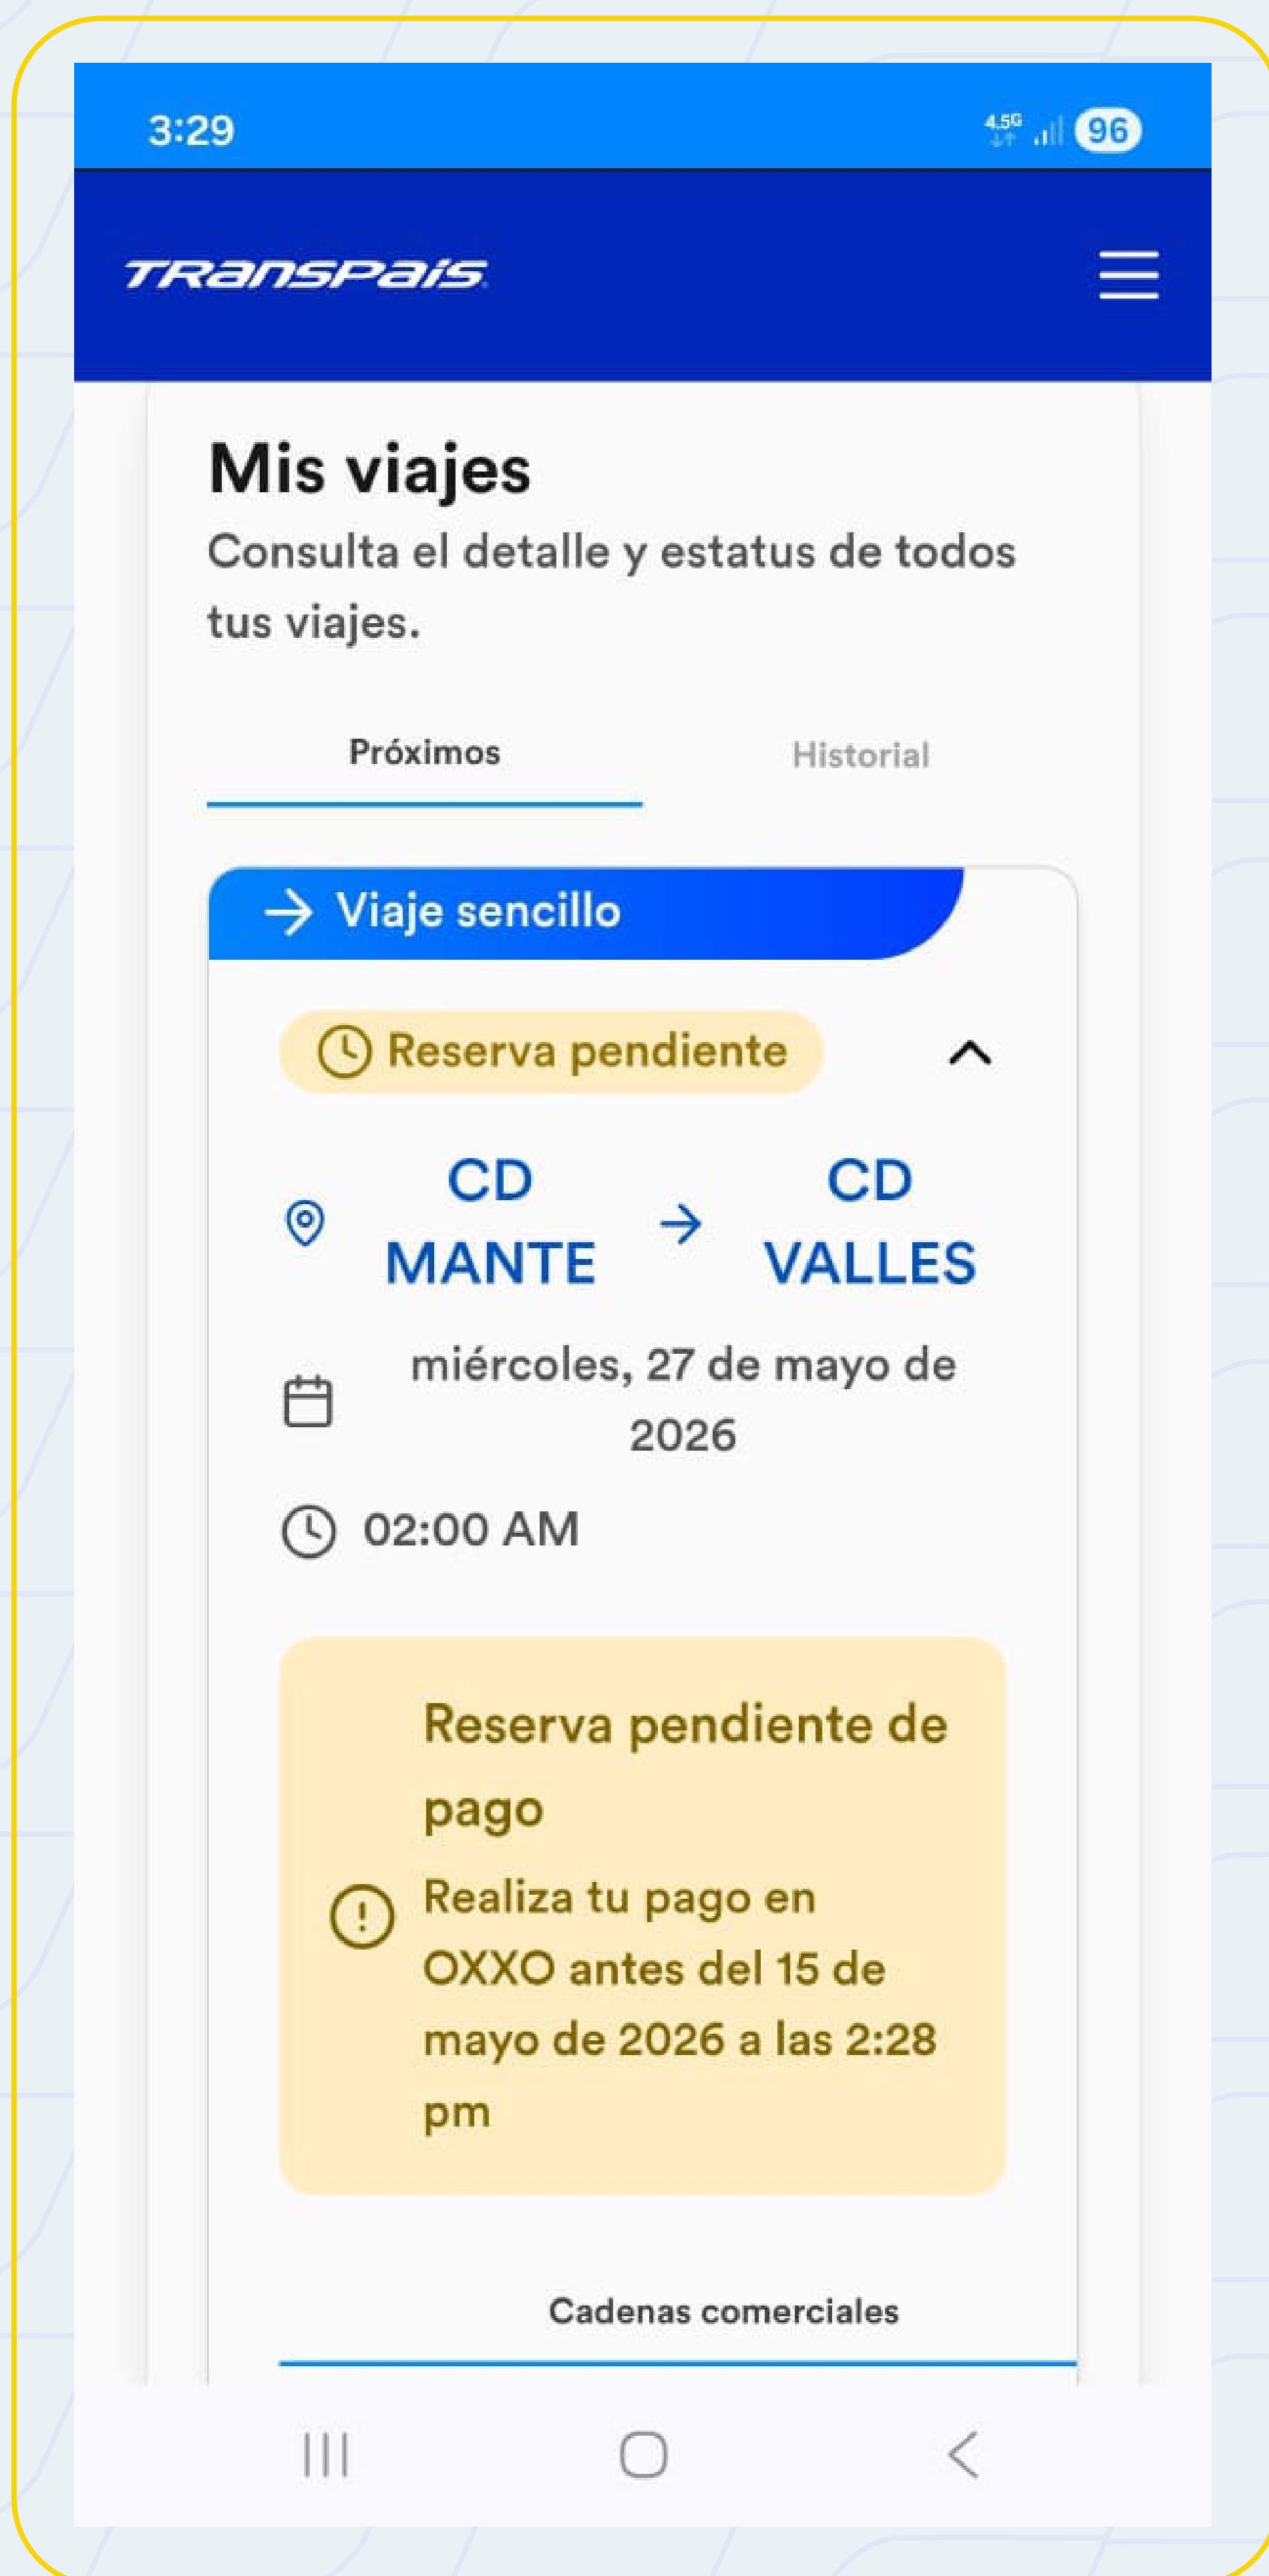 3:29
4.5G
96
TRANSPAIS
Mis viajes
Consulta el detalle y estatus de todos
tus viajes.
Próximos
Historial
Viaje sencillo
Reserva pendiente
CD
MANTE
CD
VALLES
miércoles, 27 de mayo de
2026
02:00 AM
Reserva pendiente de
pago
Realiza tu pago en
OXXO antes del 15 de
mayo de 2026 a las 2:28
pm
Cadenas comerciales